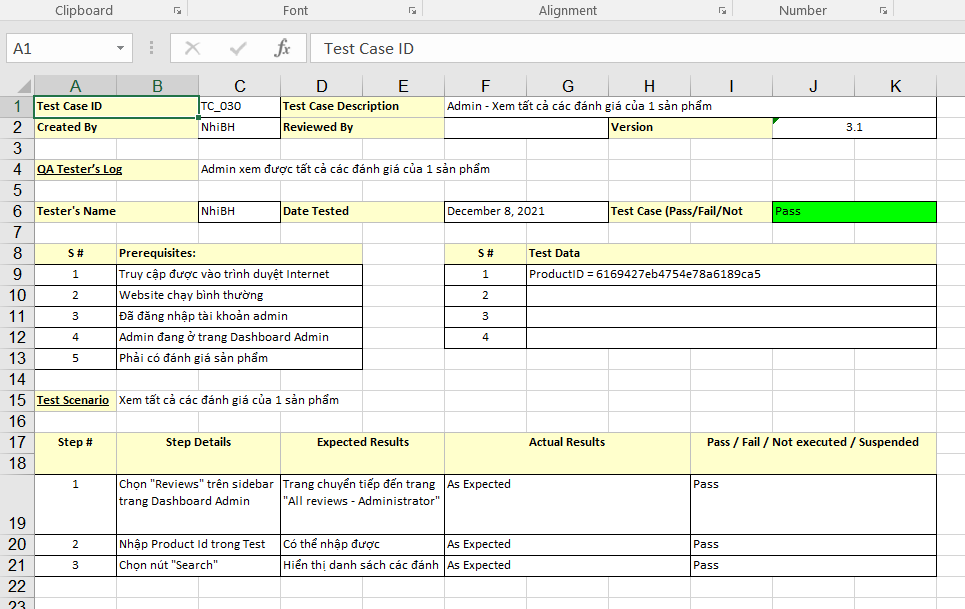 Clipboard Font Alignment Number
A1 fx Test Case ID
A B C D E F G H I J K
1 Test Case ID TC_030 Test Case Description Admin - Xem tất cả các đánh giá của 1 sản phẩm
2 Created By NhiBH Reviewed By Version 3.1
3
4 QA Tester's Log Admin xem được tất cả các đánh giá của 1 sản phẩm
5
6 Tester's Name NhiBH Date Tested December 8, 2021 Test Case (Pass/Fail/Not Pass
7
8 S # Prerequisites: S # Test Data
9 1 Truy cập được vào trình duyệt Internet 1 ProductID = 6169427eb4754e78a6189ca5
10 2 Website chạy bình thường 2
11 3 Đã đăng nhập tài khoản admin 3
12 4 Admin đang ở trang Dashboard Admin 4
13 5 Phải có đánh giá sản phẩm
14
15 Test Scenario Xem tất cả các đánh giá của 1 sản phẩm
16
17 Step # Step Details Expected Results Actual Results Pass / Fail / Not executed / Suspended
18
1 Chọn "Reviews" trên sidebar Trang chuyển tiếp đến trang As Expected Pass
trang Dashboard Admin "All reviews - Administrator"
19
20 2 Nhập Product Id trong Test Có thể nhập được As Expected Pass
21 3 Chọn nút "Search" Hiển thị danh sách các đánh As Expected Pass
22
23